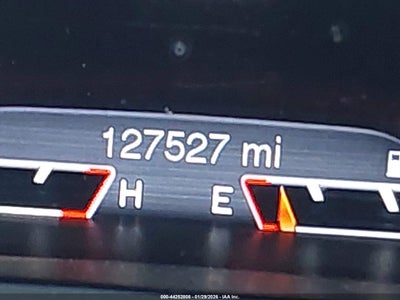 127527 mi
H E
000-44252008 - 01/29/2026 - IAA Inc.